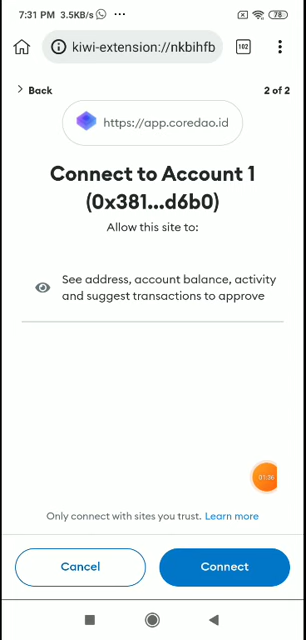 7:31 PM 3.5KB/s ...
78
kiwi-extension://nkbihfb
102
> Back
2 of 2
https://app.coredao.id
Connect to Account 1
(0x381...d6b0)
Allow this site to:
See address, account balance, activity
and suggest transactions to approve
01:36
Only connect with sites you trust. Learn more
Cancel
Connect